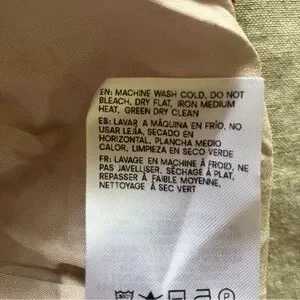 EN: MACHINE WASH COLD, DO NOT
BLEACH, DRY FLAT, IRON MEDIUM
HEAT, GREEN DRY CLEAN
ES: LAVAR A MÁQUINA EN FRÍO, NO
USAR LEJÍA, SECADO EN
HORIZONTAL, PLANCHA MEDIO
CALOR, LIMPIEZA EN SECO VERDE
FR: LAVAGE EN MACHINE À FROID, NE
PAS JAVELLISER, SÉCHAGE À PLAT,
REPASSER À FAIBLE MOYENNE,
NETTOYAGE À SEC VERT